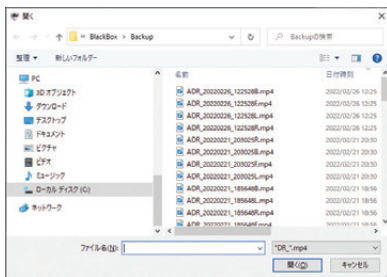 開く
« BlackBox › Backup
Backupの検索
整理 新しいフォルダー
PC
3D オブジェクト
ダウンロード
デスクトップ
ドキュメント
ピクチャ
ビデオ
ミュージック
ローカル ディスク (C:)
ネットワーク
名前 日付時刻
ADR_20220226_122528B.mp4 2022/02/26 12:25
ADR_20220226_122528F.mp4 2022/02/26 12:25
ADR_20220226_122528L.mp4 2022/02/26 12:25
ADR_20220226_122528R.mp4 2022/02/26 12:25
ADR_20220221_203025B.mp4 2022/02/21 20:30
ADR_20220221_203025F.mp4 2022/02/21 20:30
ADR_20220221_203025R.mp4 2022/02/21 20:30
ADR_20220221_203025L.mp4 2022/02/21 20:30
ADR_20220221_185648B.mp4 2022/02/21 18:56
ADR_20220221_185648L.mp4 2022/02/21 18:56
ADR_20220221_185648F.mp4 2022/02/21 18:56
ADR_20220221_185648R.mp4 2022/02/21 18:56
ファイル名(N): *DR_*.mp4
開く(O) キャンセル